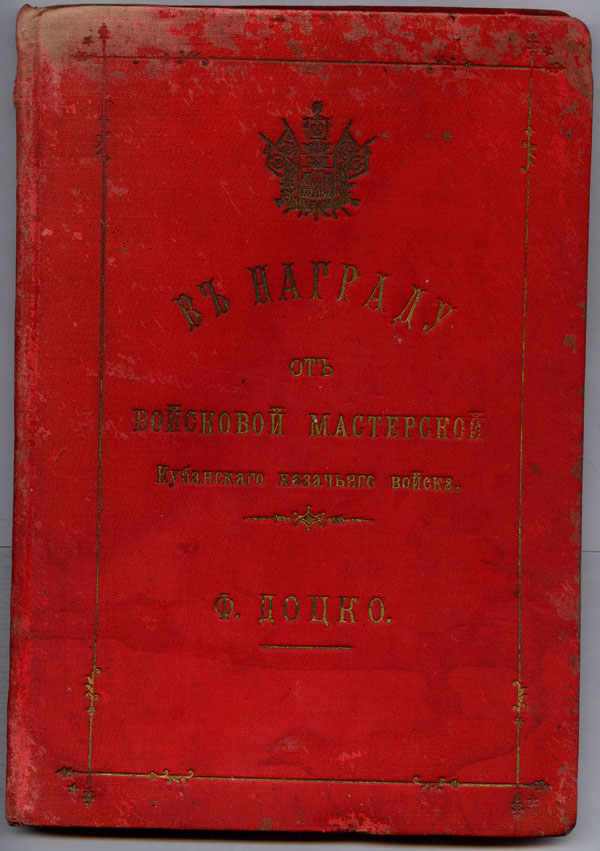 ВЪ НАГРАДУ
ОТЪ
ВОЙСКОВОЙ МАСТЕРСКОЙ
Кубанскаго казачьяго войска.
Ф. ДОЦКО.